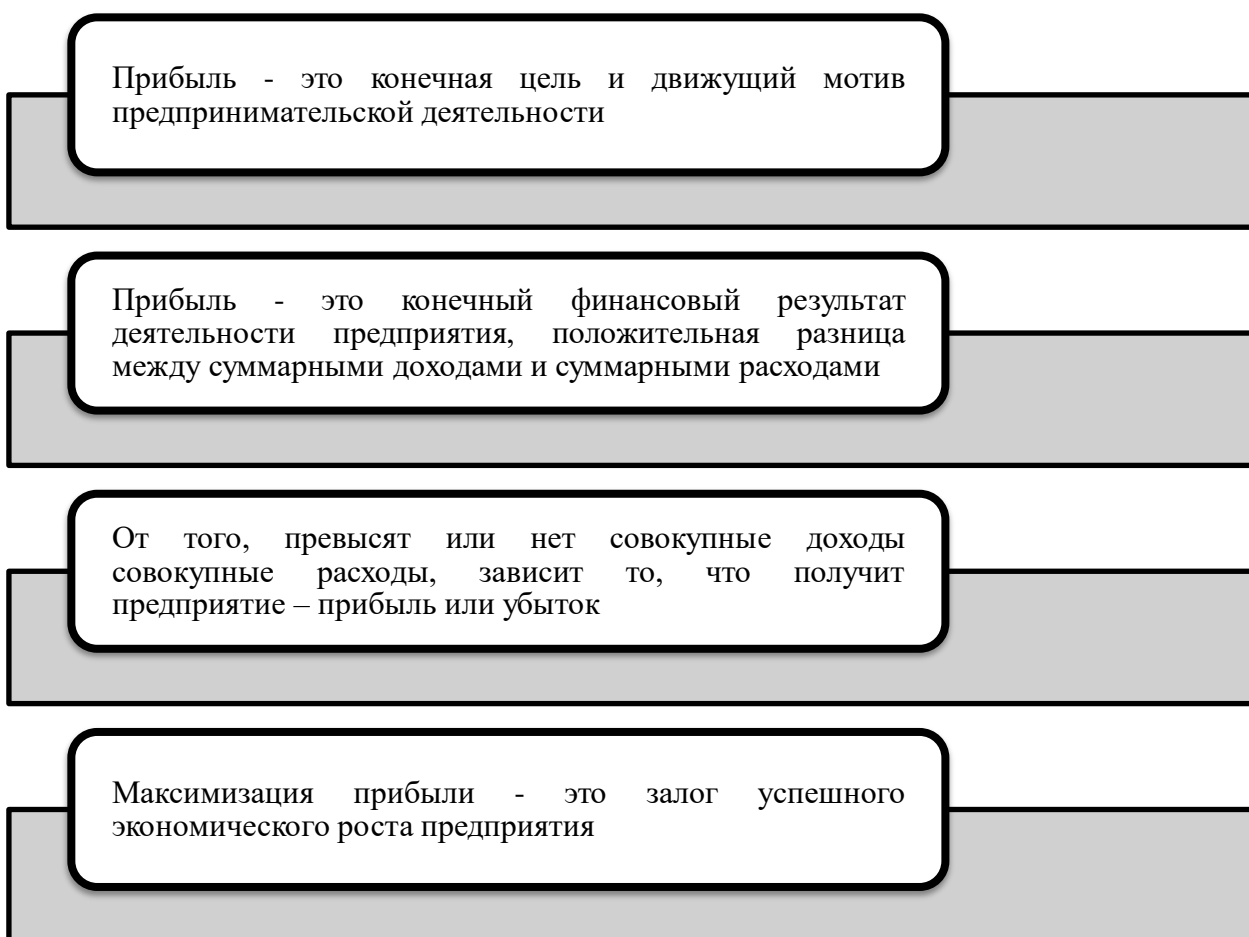 Прибыль - это конечная цель и движущий мотив
предпринимательской деятельности
Прибыль - это конечный финансовый результат
деятельности предприятия, положительная разница
между суммарными доходами и суммарными расходами
От того, превысят или нет совокупные доходы
совокупные расходы, зависит то, что получит
предприятие – прибыль или убыток
Максимизация прибыли - это залог успешного
экономического роста предприятия